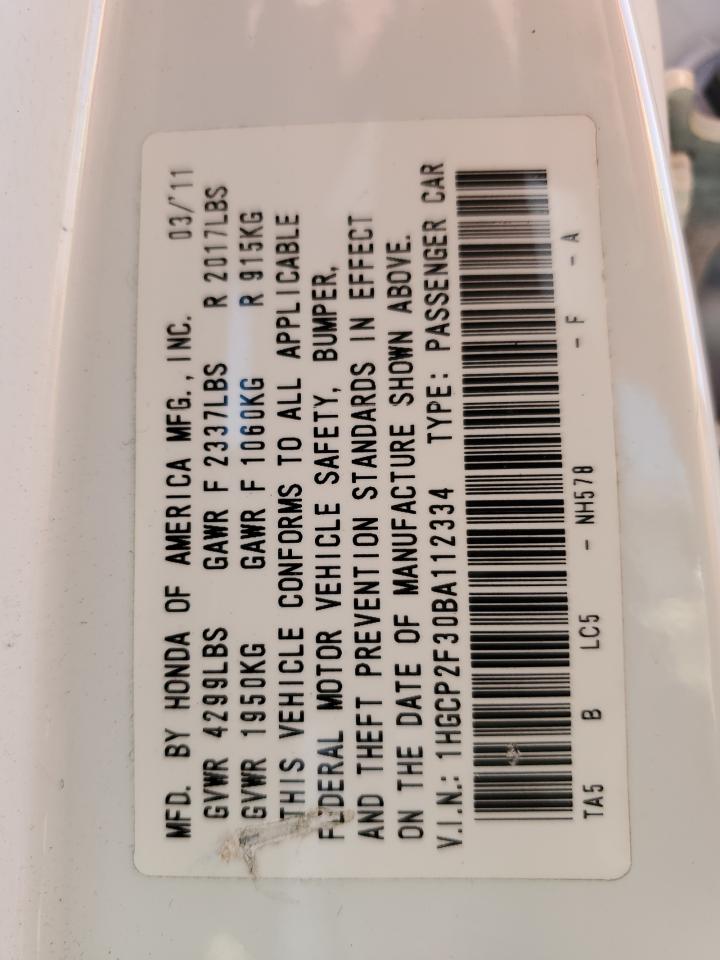 MFD. BY HONDA OF AMERICA MFG., INC. 03/'11
GVWR 4299LBS GAWR F 2337LBS R 2017LBS
GVWR 1950KG GAWR F 1060KG R 915KG
THIS VEHICLE CONFORMS TO ALL APPLICABLE
FEDERAL MOTOR VEHICLE SAFETY, BUMPER,
AND THEFT PREVENTION STANDARDS IN EFFECT
ON THE DATE OF MANUFACTURE SHOWN ABOVE.
V.I.N.: 1HGCP2F30BA112334 TYPE: PASSENGER CAR
TA5 B LC5 - NH578 - F - A